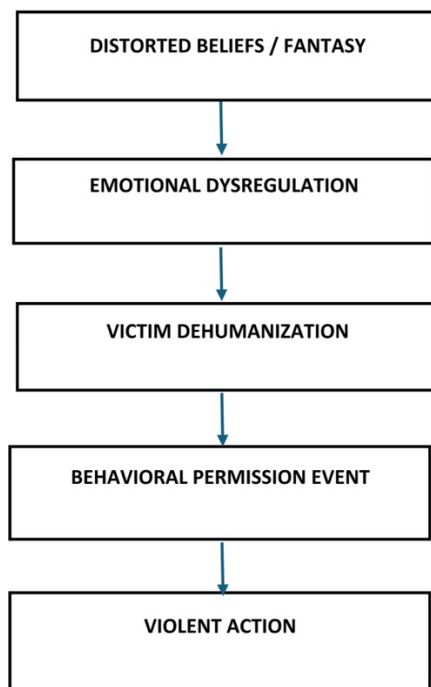 DISTORTED BELIEFS / FANTASY
EMOTIONAL DYSREGULATION
VICTIM DEHUMANIZATION
BEHAVIORAL PERMISSION EVENT
VIOLENT ACTION